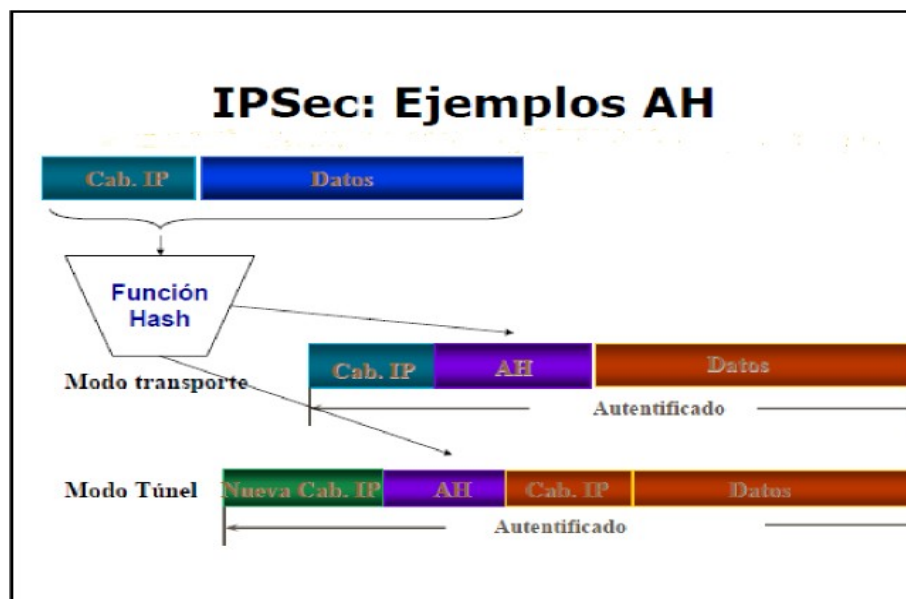 IPSec: Ejemplos AH
Cab. IP Datos
Función
Hash
Cab. IP AH Datos
Modo transporte
Autentificado
Modo Túnel Nueva Cab. IP AH Cab. IP Datos
Autentificado